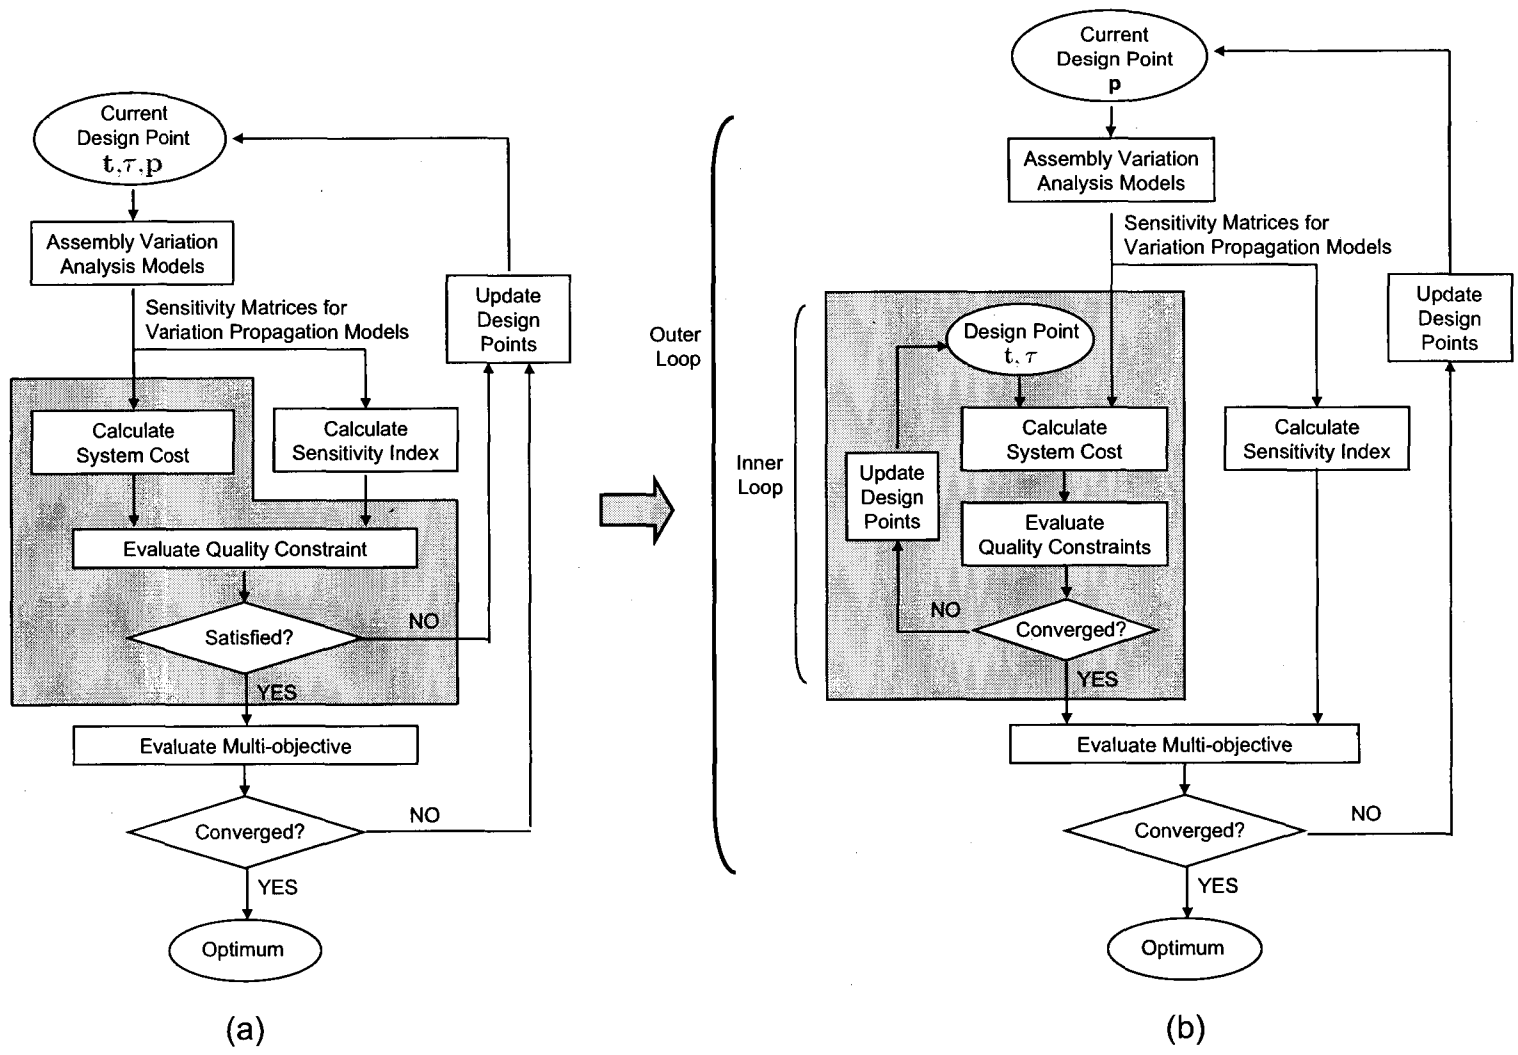 Current
Design Point
t,τ,p
Assembly Variation
Analysis Models
Sensitivity Matrices for
Variation Propagation Models
Calculate
System Cost
Calculate
Sensitivity Index
Update
Design
Points
Evaluate Quality Constraint
Satisfied?
NO
YES
Evaluate Multi-objective
Converged?
NO
YES
Optimum
(a)
Outer
Loop
Current
Design Point
p
Assembly Variation
Analysis Models
Sensitivity Matrices for
Variation Propagation Models
Update
Design
Points
Inner
Loop
Design Point
t, τ
Calculate
System Cost
Calculate
Sensitivity Index
Update
Design
Points
Evaluate
Quality Constraints
NO
Converged?
YES
Evaluate Multi-objective
Converged?
NO
YES
Optimum
(b)